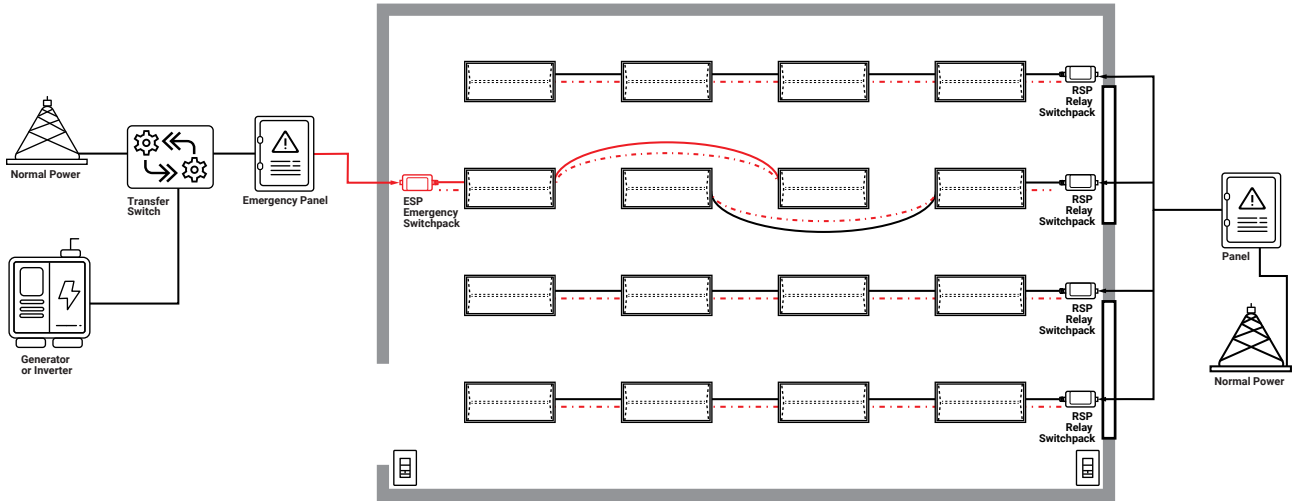 RSP
Relay
Switchpack
Normal Power
Transfer
Switch
Emergency Panel
ESP
Emergency
Switchpack
RSP
Relay
Switchpack
Panel
Generator
or Inverter
RSP
Relay
Switchpack
Normal Power
RSP
Relay
Switchpack